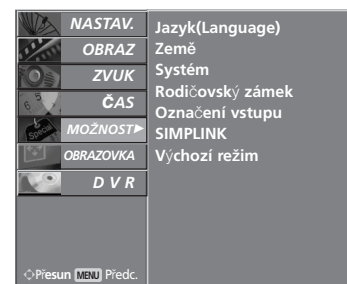 NASTAV.
OBRAZ
ZVUK
ČAS
MOŽNOST
OBRAZOVKA
D V R
Přesun MENU Předc.
Jazyk(Language)
Země
Systém
Rodičovský zámek
Označení vstupu
SIMPLINK
Výchozí režim